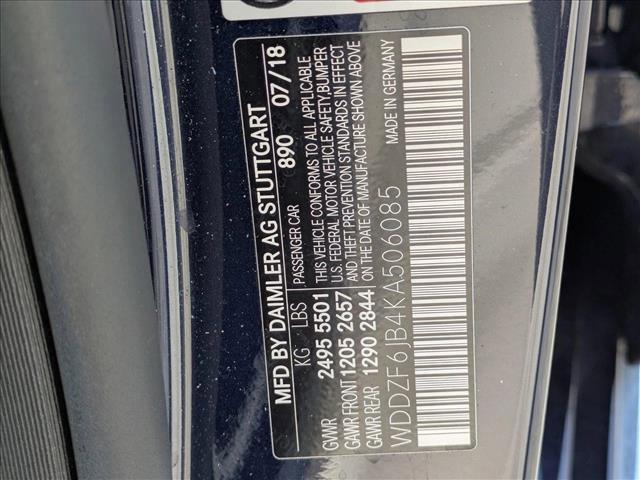 MFD BY DAIMLER AG STUTTGART
890 07/18
KG LBS PASSENGER CAR
GVWR 2495 5501 THIS VEHICLE CONFORMS TO ALL APPLICABLE
GAWR FRONT 1205 2657 U.S. FEDERAL MOTOR VEHICLE SAFETY,BUMPER
GAWR REAR 1290 2844 AND THEFT PREVENTION STANDARDS IN EFFECT
ON THE DATE OF MANUFACTURE SHOWN ABOVE
WDDZF6JB4KA506085 MADE IN GERMANY